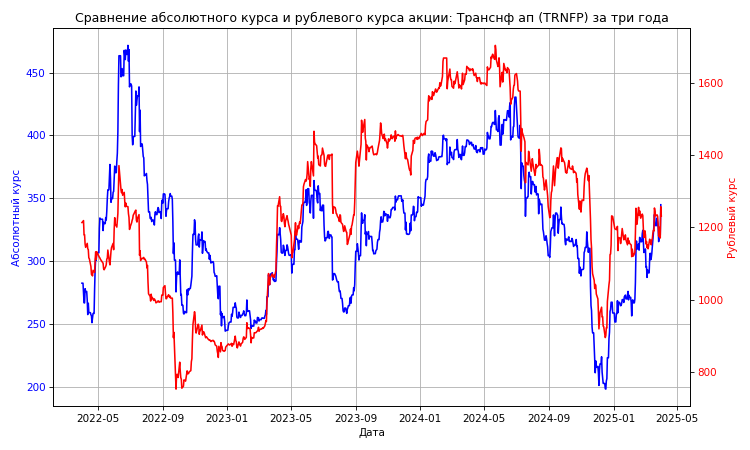 Сравнение абсолютного курса и рублевого курса акции: Транснф ап (TRNFP) за три года
Абсолютный курс
450
400
350
300
250
200
Рублевый курс
1600
1400
1200
1000
800
2022-05 2022-09 2023-01 2023-05 2023-09 2024-01 2024-05 2024-09 2025-01 2025-05
Дата